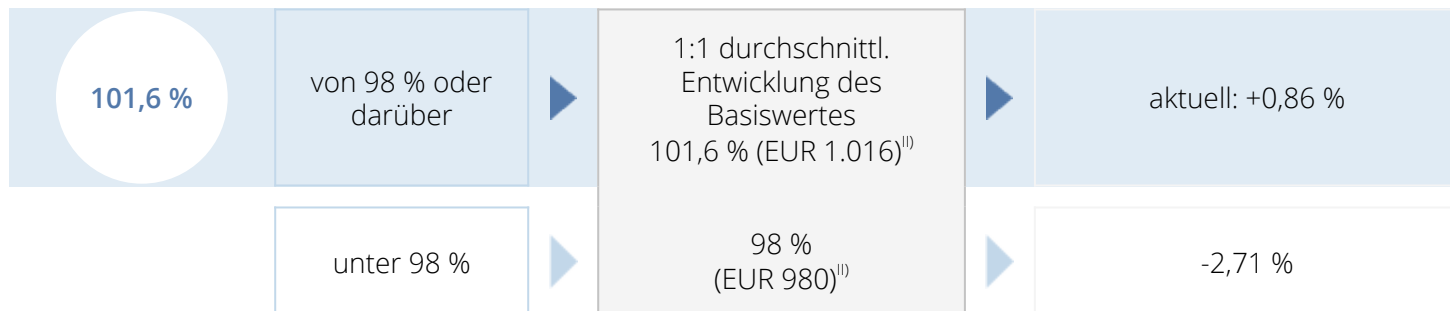 101,6 %
von 98 % oder
darüber
1:1 durchschnittl.
Entwicklung des
Basiswertes
101,6 % (EUR 1.016)II)
aktuell: +0,86 %
unter 98 %
98 %
(EUR 980)II)
-2,71 %